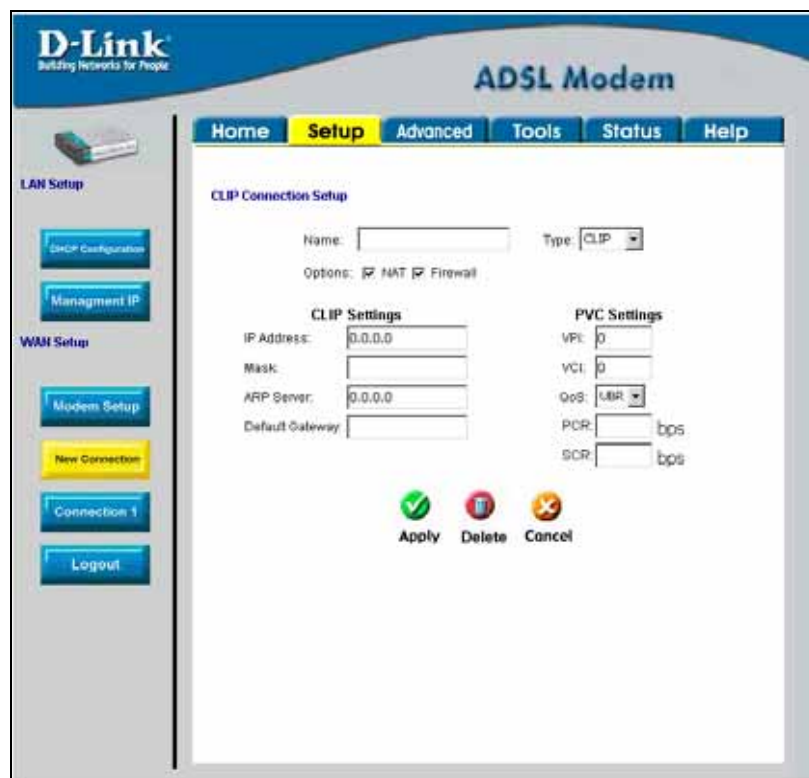 D-Link
Building Networks for People
ADSL Modem
Home Setup Advanced Tools Status Help
LAN Setup
DHCP Configuration
Managment IP
WAN Setup
Modem Setup
New Connection
Connection 1
Logout
CLIP Connection Setup
Name: Type: CLIP
Options: NAT Firewall
CLIP Settings PVC Settings
IP Address: 0.0.0.0 VPI: 0
Mask: VCI: 0
ARP Server: 0.0.0.0 QoS: UBR
Default Gateway PCR: bps
SCR: bps
Apply Delete Cancel